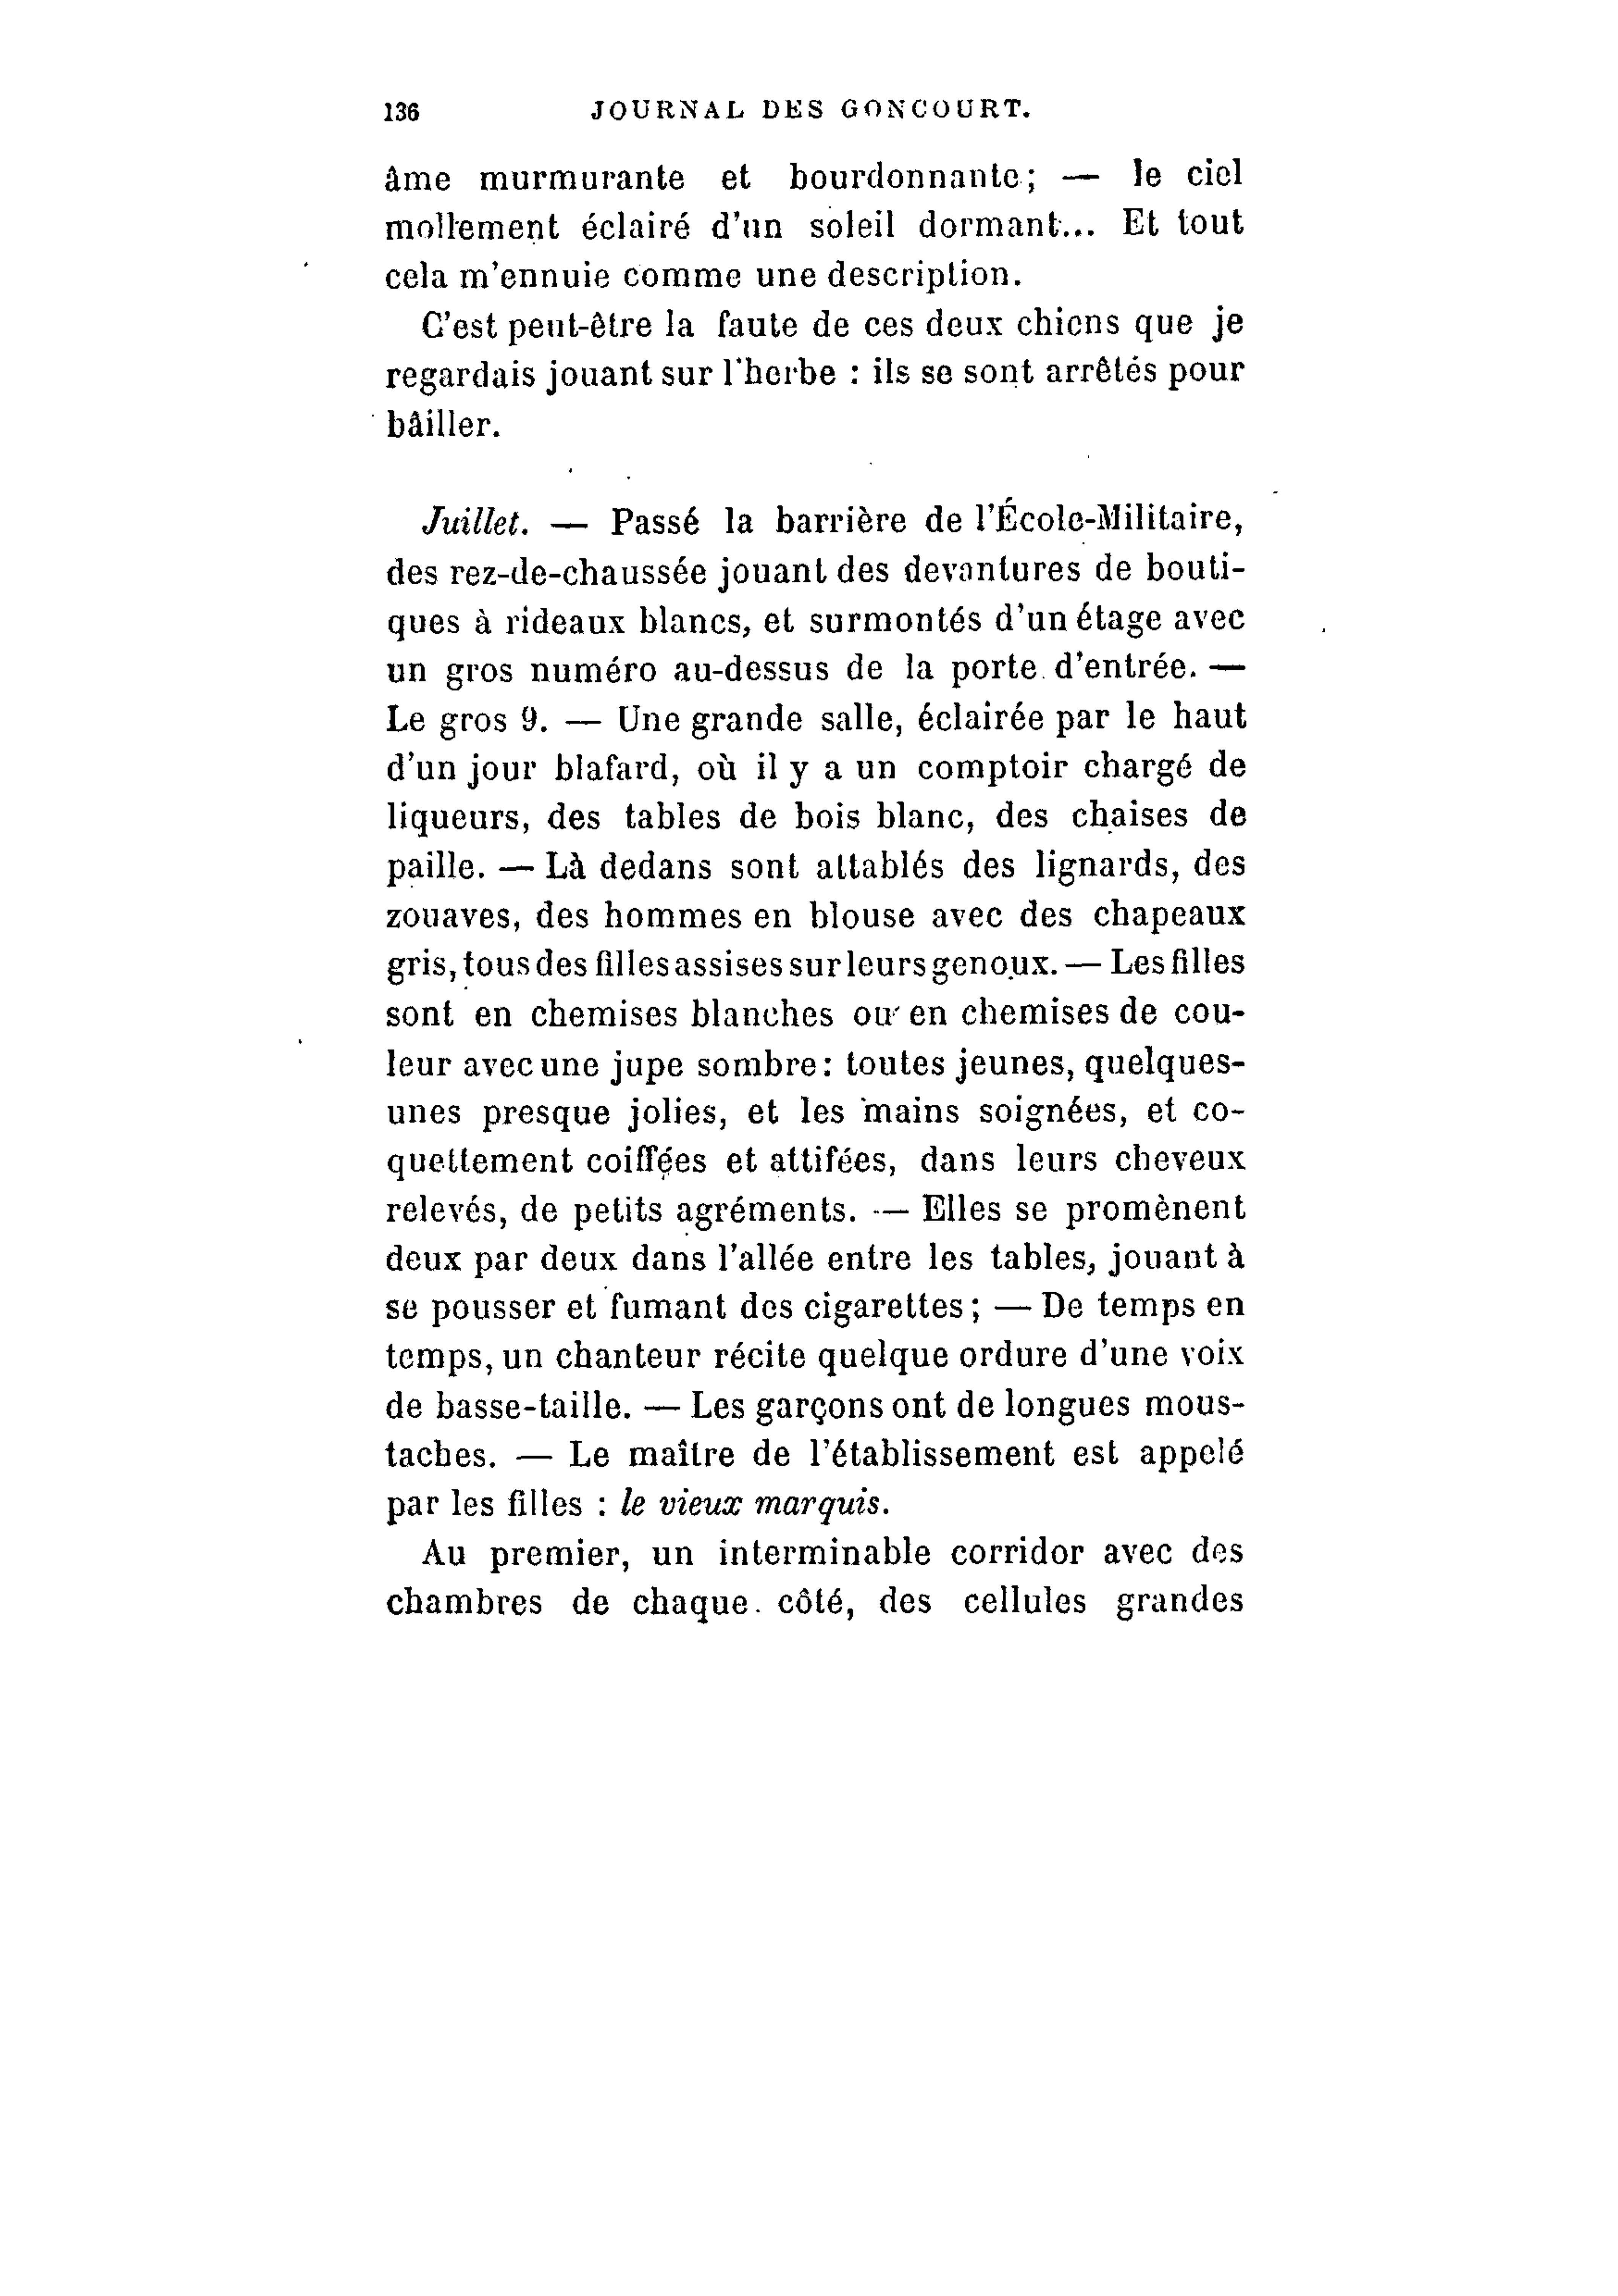 136 JOURNAL DES GONCOURT.
âme murmurante et bourdonnante; — le ciel
mollement éclairé d'un soleil dormant... Et tout
cela m'ennuie comme une description.
C'est peut-être la faute de ces deux chiens que je
regardais jouant sur l'herbe : ils se sont arrêtés pour
bâiller.
Juillet. — Passé la barrière de l'École-Militaire,
des rez-de-chaussée jouant des devantures de bouti-
ques à rideaux blancs, et surmontés d'un étage avec
un gros numéro au-dessus de la porte d'entrée. —
Le gros 9. — Une grande salle, éclairée par le haut
d'un jour blafard, où il y a un comptoir chargé de
liqueurs, des tables de bois blanc, des chaises de
paille. — Là dedans sont attablés des lignards, des
zouaves, des hommes en blouse avec des chapeaux
gris, tous des filles assises sur leurs genoux. — Les filles
sont en chemises blanches ou en chemises de cou-
leur avec une jupe sombre: toutes jeunes, quelques-
unes presque jolies, et les mains soignées, et co-
quettement coiffées et attifées, dans leurs cheveux
relevés, de petits agréments. — Elles se promènent
deux par deux dans l'allée entre les tables, jouant à
se pousser et fumant des cigarettes; — De temps en
temps, un chanteur récite quelque ordure d'une voix
de basse-taille. — Les garçons ont de longues mous-
taches. — Le maître de l'établissement est appelé
par les filles : le vieux marquis.
Au premier, un interminable corridor avec des
chambres de chaque côté, des cellules grandes